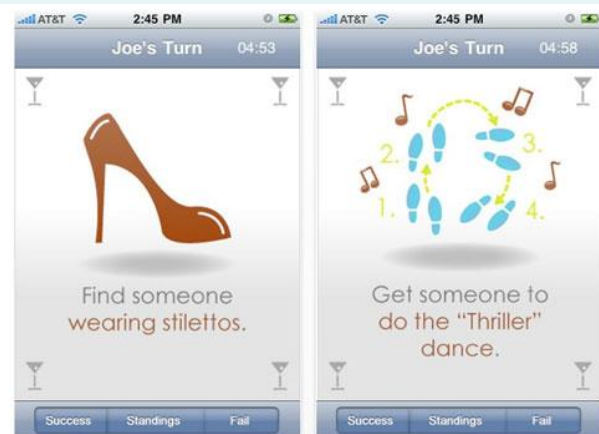 AT&T 2:45 PM
Joe's Turn 04:53
Find someone
wearing stilettos.
Success Standings Fail
AT&T 2:45 PM
Joe's Turn 04:58
2. 3.
1. 4.
Get someone to
do the “Thriller”
dance.
Success Standings Fail